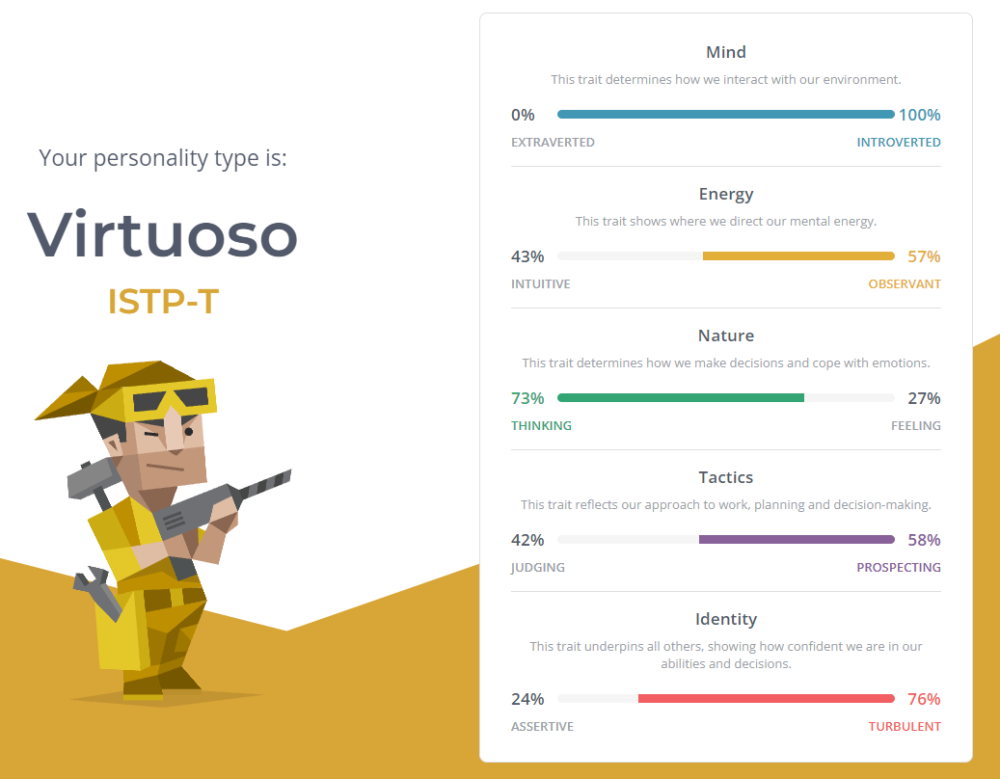 Your personality type is:
Virtuoso
ISTP-T
Mind
This trait determines how we interact with our environment.
0% 100%
EXTRAVERTED INTROVERTED
Energy
This trait shows where we direct our mental energy.
43% 57%
INTUITIVE OBSERVANT
Nature
This trait determines how we make decisions and cope with emotions.
73% 27%
THINKING FEELING
Tactics
This trait reflects our approach to work, planning and decision-making.
42% 58%
JUDGING PROSPECTING
Identity
This trait underpins all others, showing how confident we are in our
abilities and decisions.
24% 76%
ASSERTIVE TURBULENT